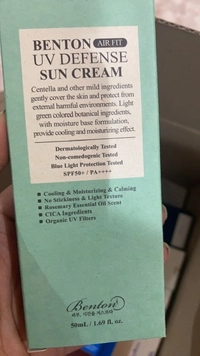 BENTON AIR FIT
UV DEFENSE
SUN CREAM
Centella and other mild ingredients
gently cover the skin and protect from
external harmful environments. Light
green colored botanical ingredients,
with moisture base formulation,
provide cooling and moisturizing effect.
Dermatologically Tested
Non-comedogenic Tested
Blue Light Protection Tested
SPF50+ / PA++++
■ Cooling & Moisturizing & Calming
■ No Stickiness & Light Texture
■ Rosemary Essential Oil Scent
■ CICA Ingredients
■ Organic UV Filters
Benton
50ml / 1.69 fl. oz.